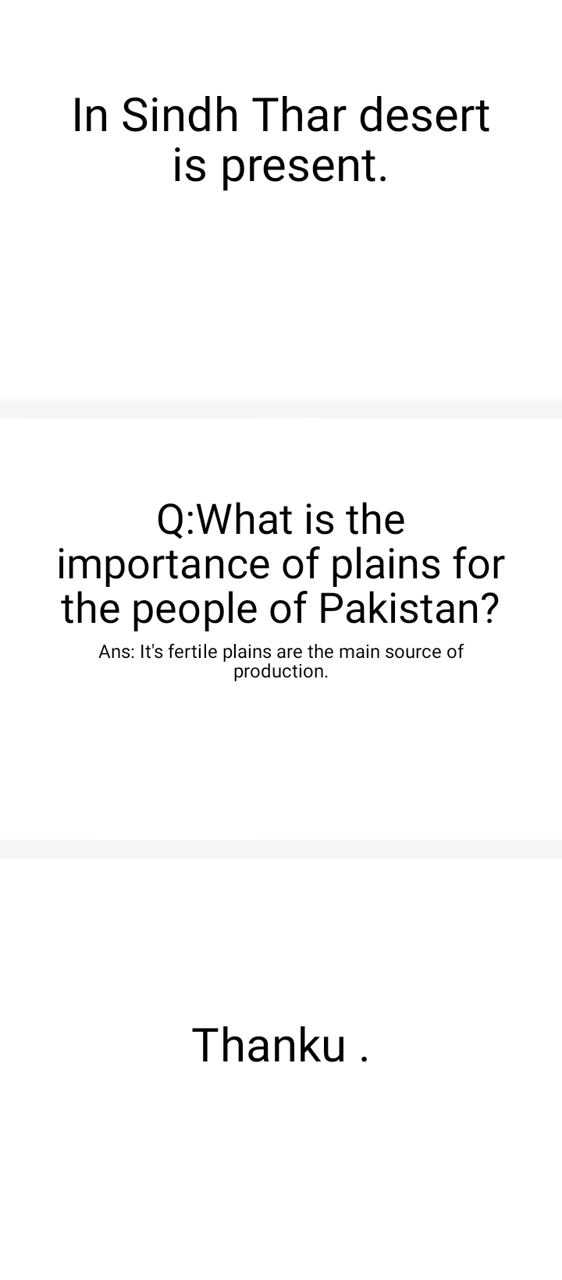 In Sindh Thar desert
is present.
Q:What is the
importance of plains for
the people of Pakistan?
Ans: It's fertile plains are the main source of
production.
Thanku .